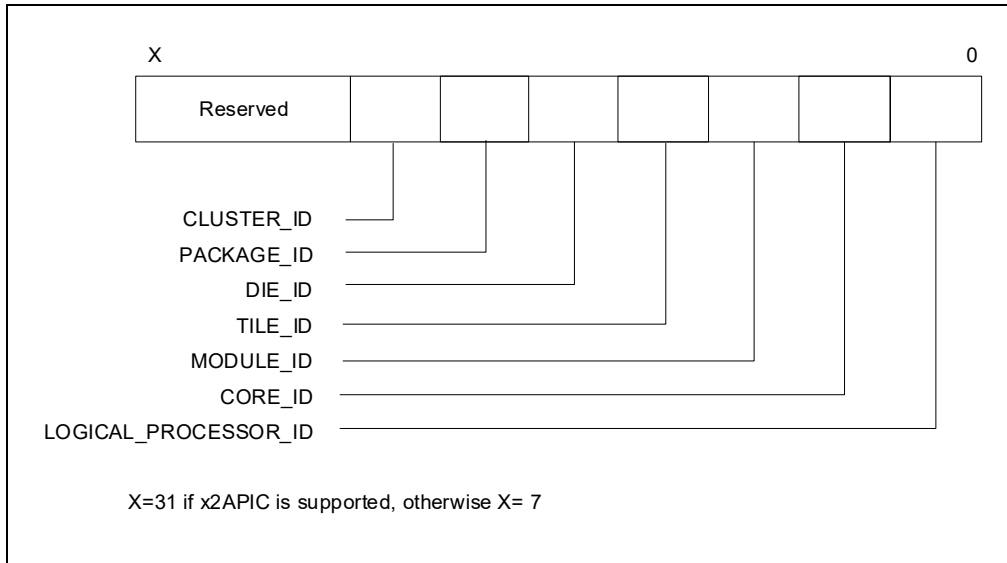 X 0
Reserved
CLUSTER_ID
PACKAGE_ID
DIE_ID
TILE_ID
MODULE_ID
CORE_ID
LOGICAL_PROCESSOR_ID
X=31 if x2APIC is supported, otherwise X= 7